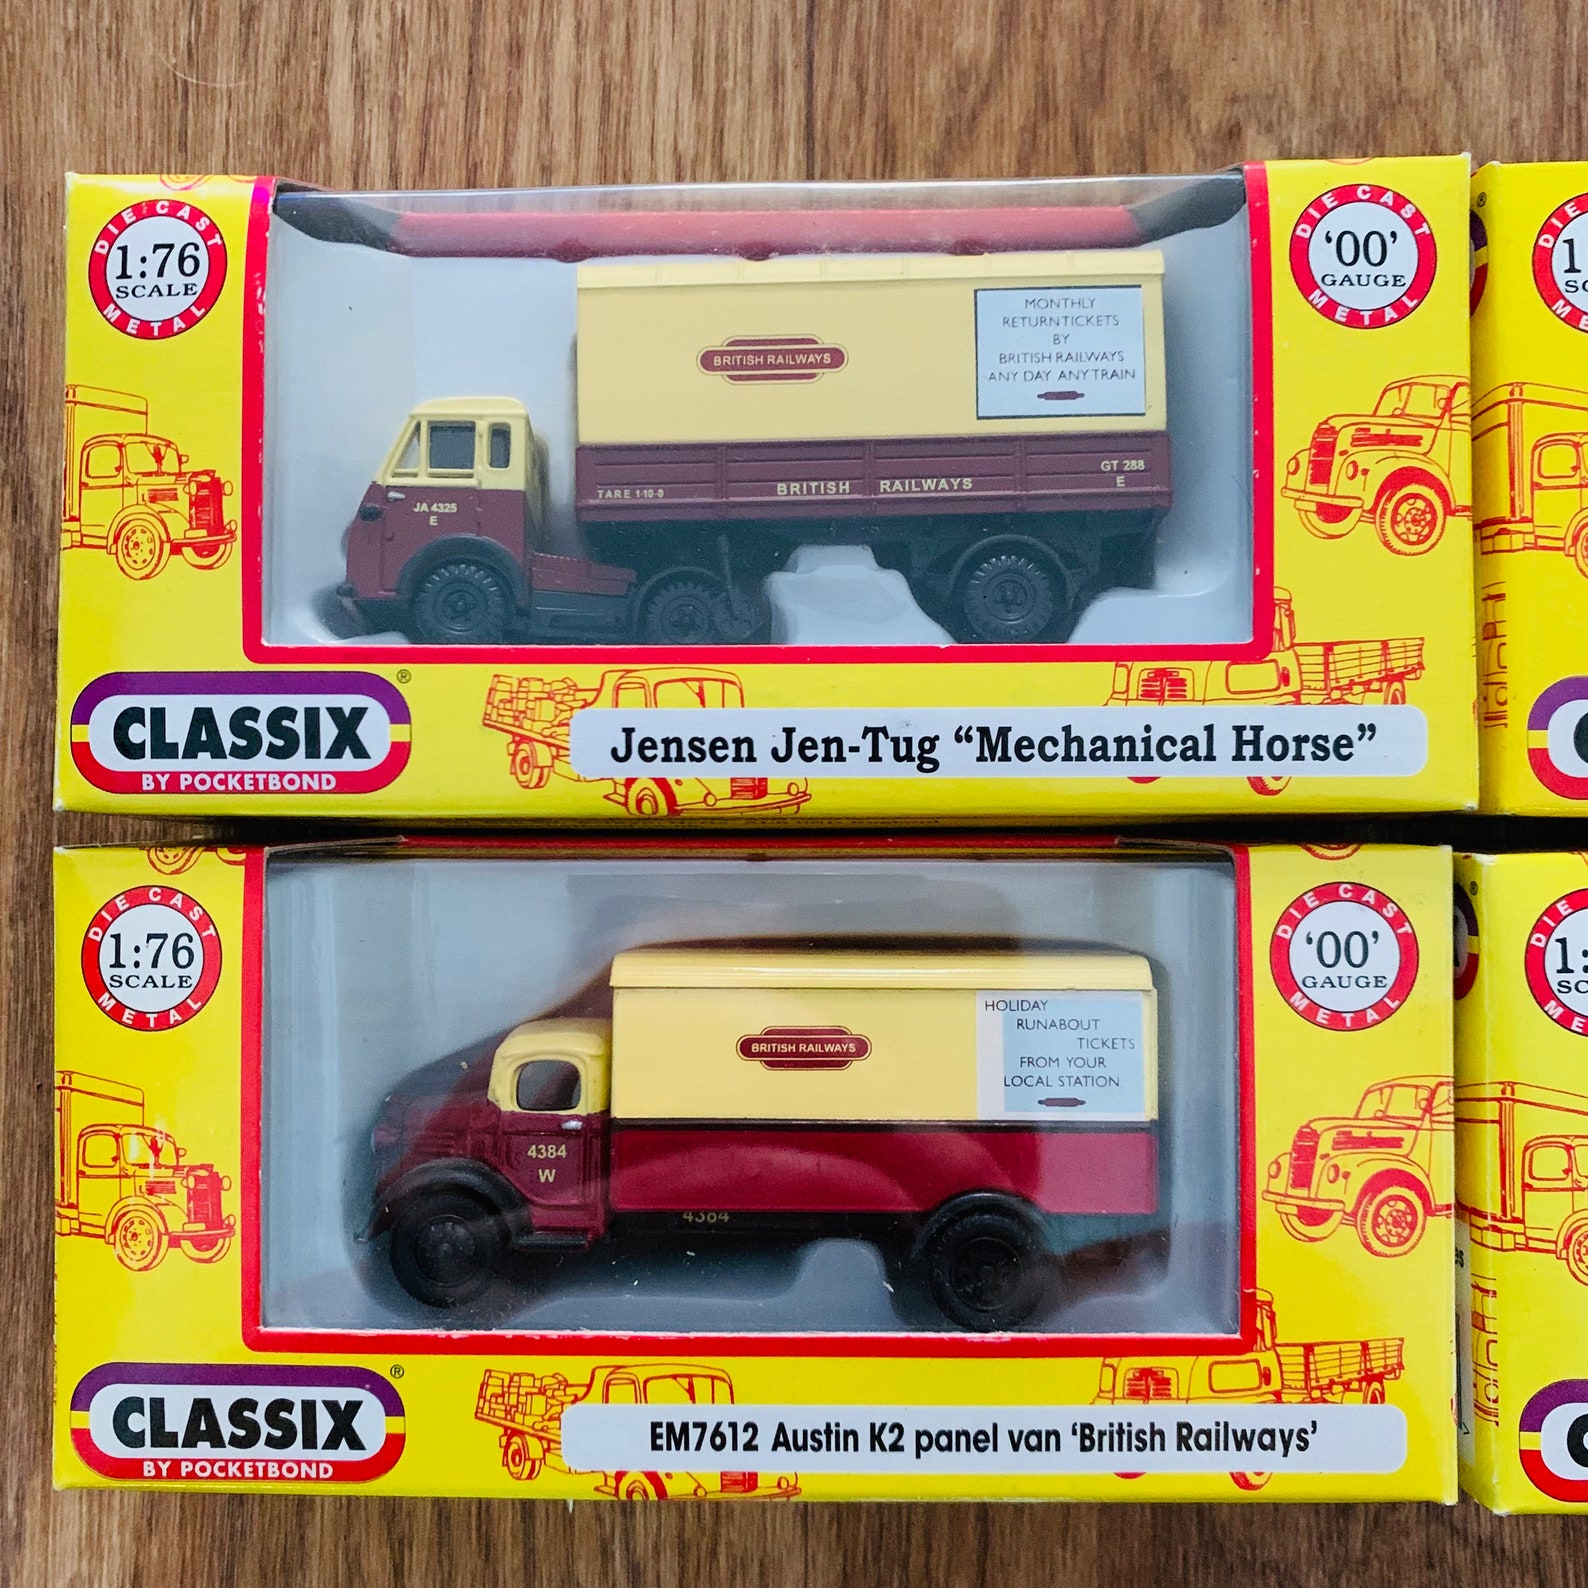 DIE CAST
1:76
SCALE
METAL
'OO'
GAUGE
DIE CAST
METAL
MONTHLY
RETURN TICKETS
BY
BRITISH RAILWAYS
ANY DAY ANY TRAIN
BRITISH RAILWAYS
JA 4325
E
TARE 1-10-0
BRITISH RAILWAYS
GT 288
E
CLASSIX ®
BY POCKETBOND
Jensen Jen-Tug “Mechanical Horse”
DIE CAST
1:76
SCALE
METAL
'OO'
GAUGE
DIE CAST
METAL
HOLIDAY
RUNABOUT
TICKETS
FROM YOUR
LOCAL STATION
BRITISH RAILWAYS
4384
W
4384
CLASSIX ®
BY POCKETBOND
EM7612 Austin K2 panel van ‘British Railways’